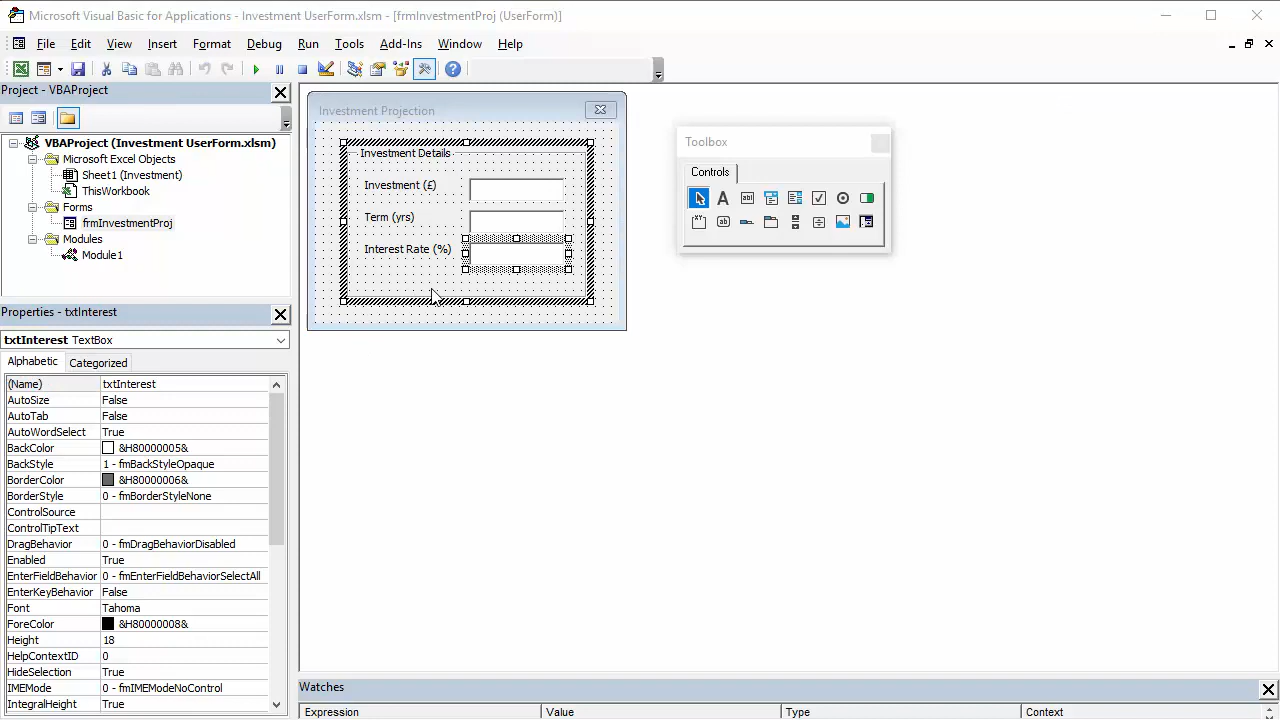 Microsoft Visual Basic for Applications - Investment UserForm.xlsm - [frmInvestmentProj (UserForm)]
File Edit View Insert Format Debug Run Tools Add-Ins Window Help
Project - VBAProject
VBAProject (Investment UserForm.xlsm)
Microsoft Excel Objects
Sheet1 (Investment)
ThisWorkbook
Forms
frmInvestmentProj
Modules
Module1
Properties - txtInterest
txtInterest TextBox
Alphabetic Categorized
(Name) txtInterest
AutoSize False
AutoTab False
AutoWordSelect True
BackColor &H80000005&
BackStyle 1 - fmBackStyleOpaque
BorderColor &H80000006&
BorderStyle 0 - fmBorderStyleNone
ControlSource
ControlTipText
DragBehavior 0 - fmDragBehaviorDisabled
Enabled True
EnterFieldBehavior 0 - fmEnterFieldBehaviorSelectAll
EnterKeyBehavior False
Font Tahoma
ForeColor &H80000008&
Height 18
HelpContextID 0
HideSelection True
IMEMode 0 - fmIMEModeNoControl
IntegralHeight True
Investment Projection
Investment Details
Investment (£)
Term (yrs)
Interest Rate (%)
Toolbox
Controls
Watches
Expression Value Type Context